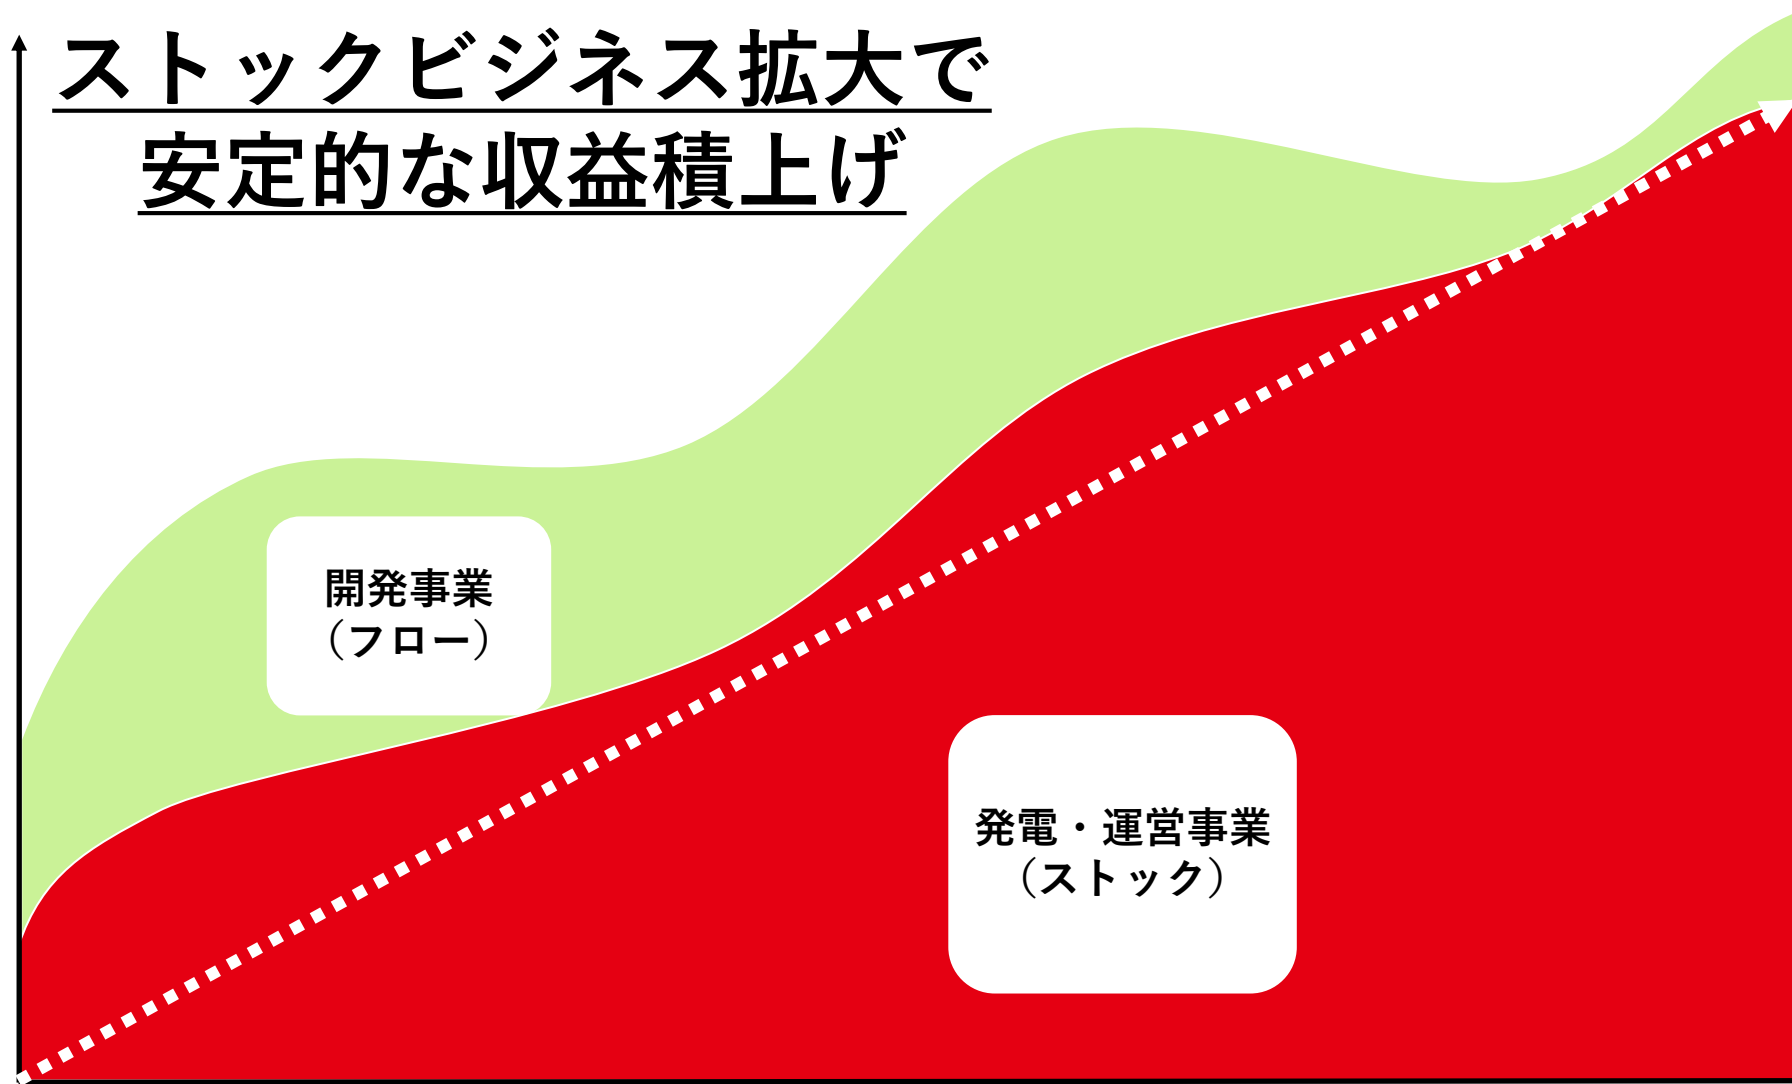 ストックビジネス拡大で
安定的な収益積上げ
開発事業
（フロー）
発電・運営事業
（ストック）